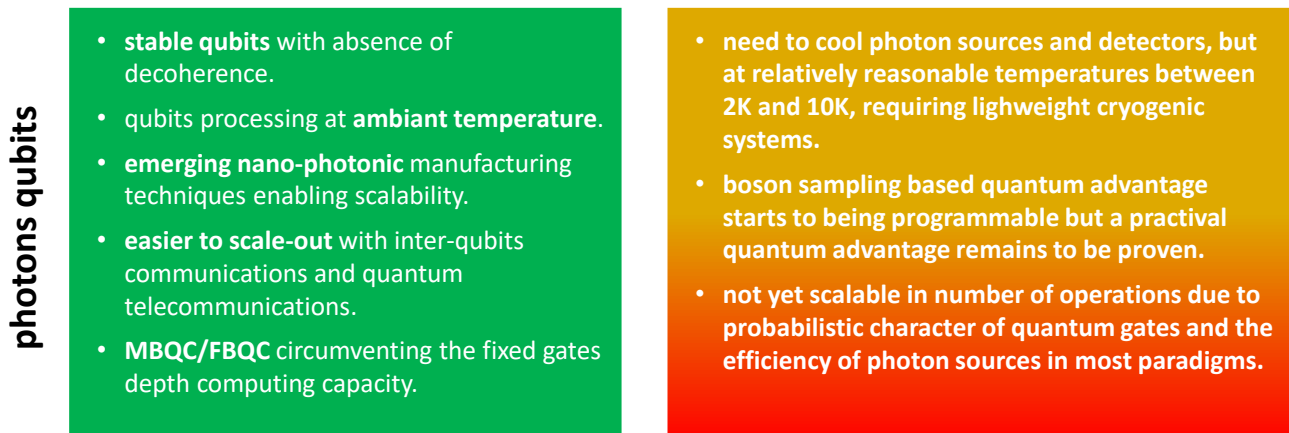 photons qubits
• stable qubits with absence of
decoherence.
• qubits processing at ambiant temperature.
• emerging nano-photonic manufacturing
techniques enabling scalability.
• easier to scale-out with inter-qubits
communications and quantum
telecommunications.
• MBQC/FBQC circumventing the fixed gates
depth computing capacity.
• need to cool photon sources and detectors, but
at relatively reasonable temperatures between
2K and 10K, requiring lighweight cryogenic
systems.
• boson sampling based quantum advantage
starts to being programmable but a practival
quantum advantage remains to be proven.
• not yet scalable in number of operations due to
probabilistic character of quantum gates and the
efficiency of photon sources in most paradigms.